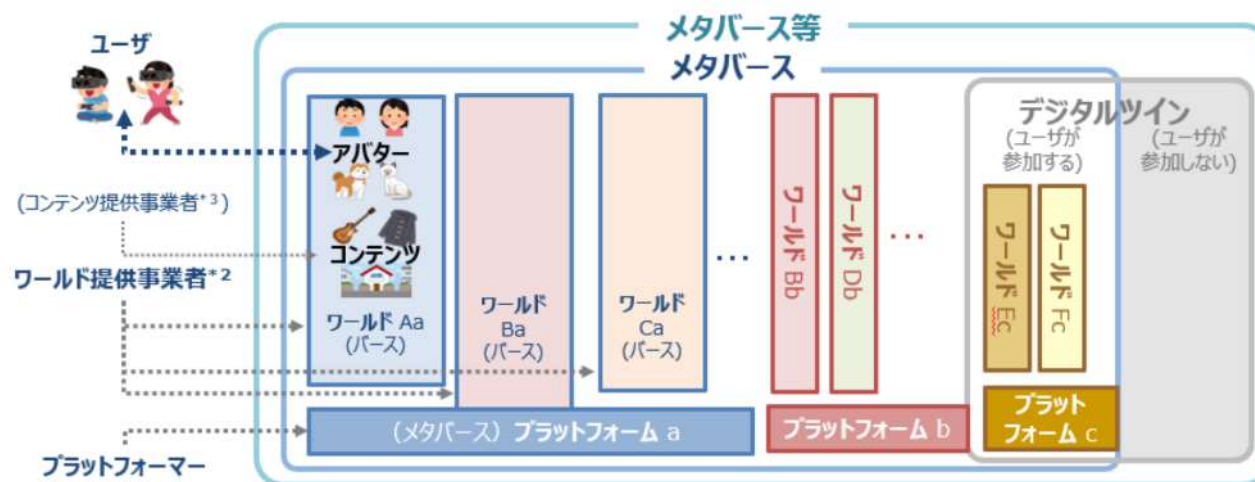 メタバース等
メタバース
ユーザ
アバター
(コンテンツ提供事業者*3)
コンテンツ
ワールド提供事業者*2
ワールド Aa
(バース)
ワールド
Ba
(バース)
ワールド
Ca
(バース)
…
ワールド Bb
ワールド Db
…
デジタルツイン
(ユーザが
参加する)
(ユーザが
参加しない)
ワールド Ec
ワールド Fc
(メタバース) プラットフォーム a
プラットフォーム b
プラット
フォーム c
プラットフォーマー